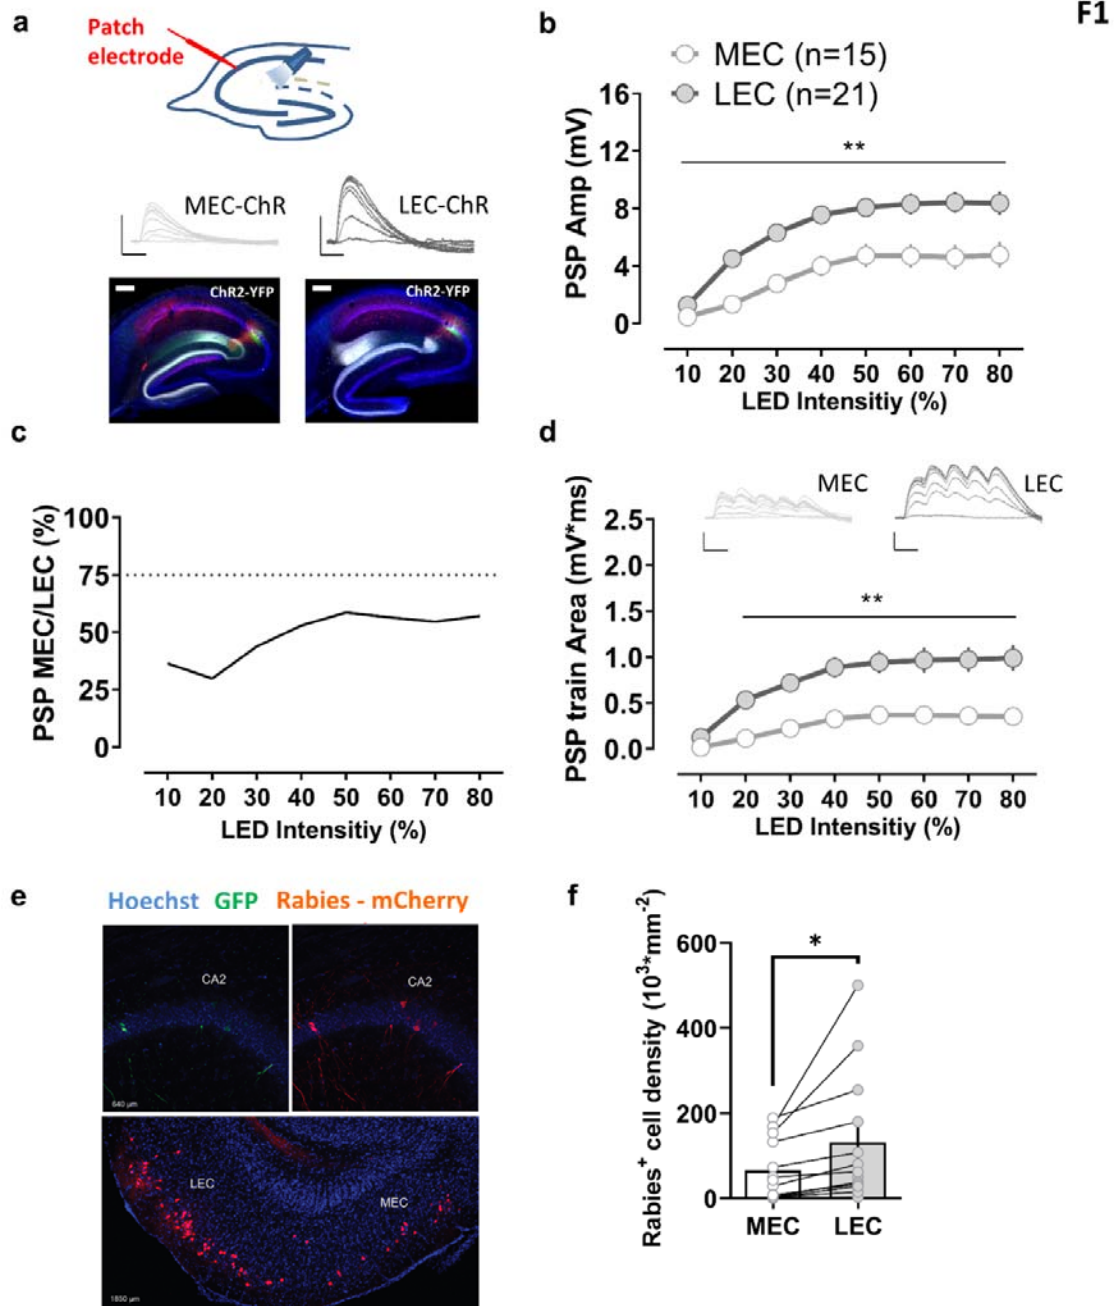 F1
a
Patch
electrode
MEC-ChR
LEC-ChR
ChR2-YFP
ChR2-YFP
b
MEC (n=15)
LEC (n=21)
PSP Amp (mV)
16
12
8
4
0
**
10 20 30 40 50 60 70 80
LED Intensitiy (%)
c
PSP MEC/LEC (%)
100
75
50
25
0
10 20 30 40 50 60 70 80
LED Intensitiy (%)
d
MEC
LEC
PSP train Area (mV*ms)
2.5
2.0
1.5
1.0
0.5
0.0
**
10 20 30 40 50 60 70 80
LED Intensitiy (%)
e
Hoechst GFP Rabies - mCherry
CA2
CA2
640 µm
LEC
MEC
1850 µm
f
Rabies⁺ cell density (10³*mm⁻²)
600
400
200
0
*
MEC LEC